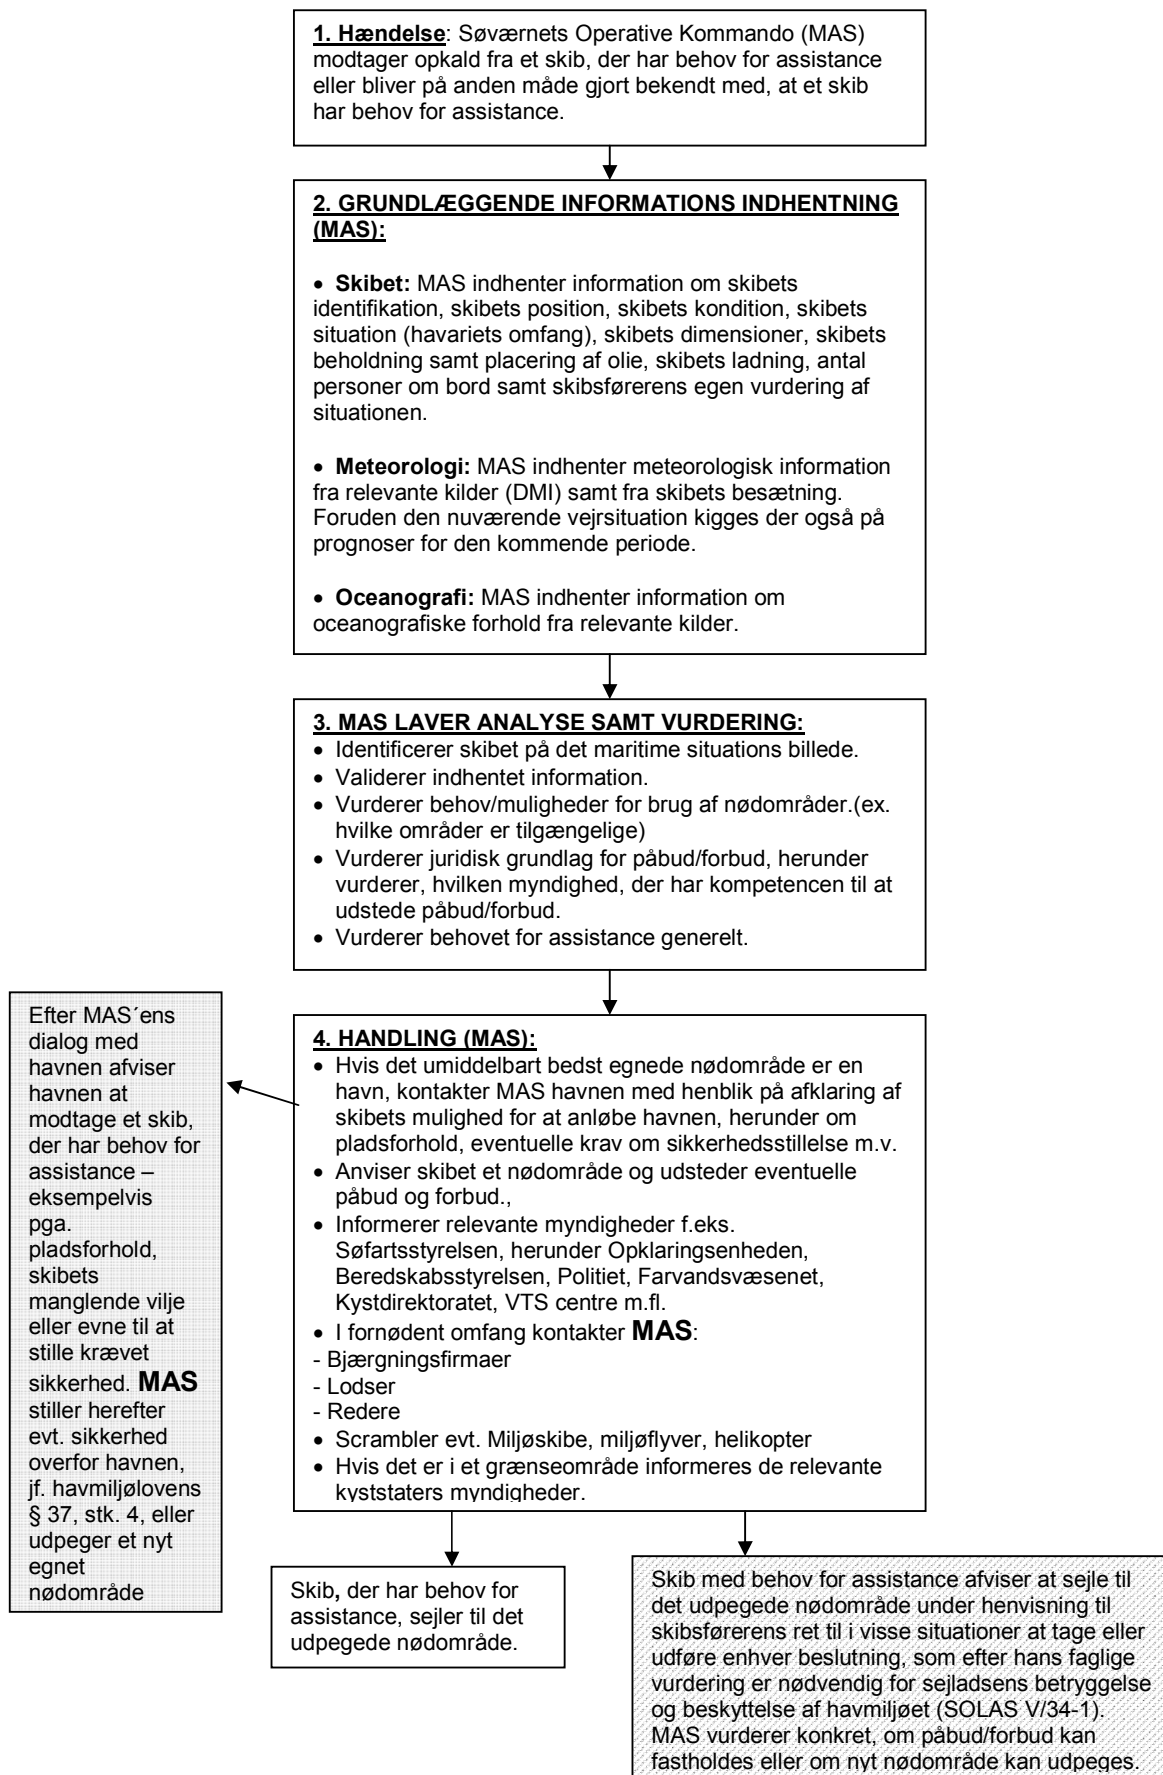 1. Hændelse: Søværnets Operative Kommando (MAS)
modtager opkald fra et skib, der har behov for assistance
eller bliver på anden måde gjort bekendt med, at et skib
har behov for assistance.
2. GRUNDLÆGGENDE INFORMATIONS INDHENTNING
(MAS):
• Skibet: MAS indhenter information om skibets
identifikation, skibets position, skibets kondition, skibets
situation (havariets omfang), skibets dimensioner, skibets
beholdning samt placering af olie, skibets ladning, antal
personer om bord samt skibsførerens egen vurdering af
situationen.
• Meteorologi: MAS indhenter meteorologisk information
fra relevante kilder (DMI) samt fra skibets besætning.
Foruden den nuværende vejrsituation kigges der også på
prognoser for den kommende periode.
• Oceanografi: MAS indhenter information om
oceanografiske forhold fra relevante kilder.
3. MAS LAVER ANALYSE SAMT VURDERING:
• Identificerer skibet på det maritime situations billede.
• Validerer indhentet information.
• Vurderer behov/muligheder for brug af nødområder.(ex.
hvilke områder er tilgængelige)
• Vurderer juridisk grundlag for påbud/forbud, herunder
vurderer, hvilken myndighed, der har kompetencen til at
udstede påbud/forbud.
• Vurderer behovet for assistance generelt.
4. HANDLING (MAS):
• Hvis det umiddelbart bedst egnede nødområde er en
havn, kontakter MAS havnen med henblik på afklaring af
skibets mulighed for at anløbe havnen, herunder om
pladsforhold, eventuelle krav om sikkerhedsstillelse m.v.
• Anviser skibet et nødområde og udsteder eventuelle
påbud og forbud.,
• Informerer relevante myndigheder f.eks.
Søfartsstyrelsen, herunder Opklaringsenheden,
Beredskabsstyrelsen, Politiet, Farvandsvæsenet,
Kystdirektoratet, VTS centre m.fl.
• I fornødent omfang kontakter MAS:
- Bjærgningsfirmaer
- Lodser
- Redere
• Scrambler evt. Miljøskibe, miljøflyver, helikopter
• Hvis det er i et grænseområde informeres de relevante
kyststaters myndigheder.
Efter MAS´ens
dialog med
havnen afviser
havnen at
modtage et skib,
der har behov for
assistance –
eksempelvis
pga.
pladsforhold,
skibets
manglende vilje
eller evne til at
stille krævet
sikkerhed. MAS
stiller herefter
evt. sikkerhed
overfor havnen,
jf. havmiljølovens
§ 37, stk. 4, eller
udpeger et nyt
egnet
nødområde
Skib, der har behov for
assistance, sejler til det
udpegede nødområde.
Skib med behov for assistance afviser at sejle til
det udpegede nødområde under henvisning til
skibsførerens ret til i visse situationer at tage eller
udføre enhver beslutning, som efter hans faglige
vurdering er nødvendig for sejladsens betryggelse
og beskyttelse af havmiljøet (SOLAS V/34-1).
MAS vurderer konkret, om påbud/forbud kan
fastholdes eller om nyt nødområde kan udpeges.